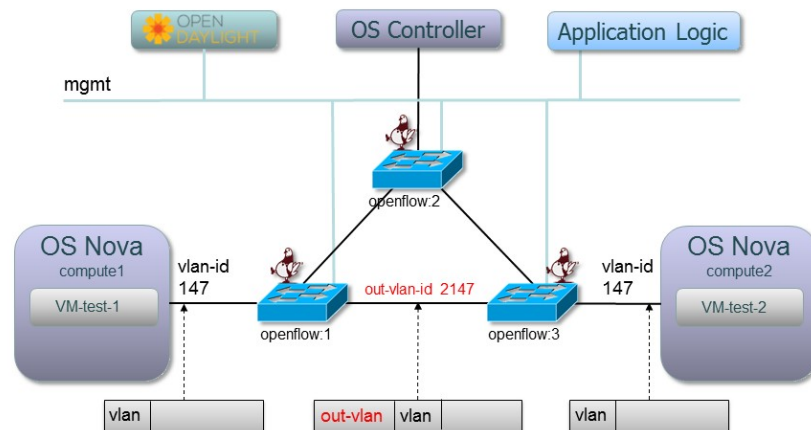 OPEN
DAYLIGHT
OS Controller
Application Logic
mgmt
openflow:2
OS Nova
compute1
VM-test-1
vlan-id
147
openflow:1
out-vlan-id 2147
openflow:3
vlan-id
147
OS Nova
compute2
VM-test-2
vlan
out-vlan
vlan
vlan